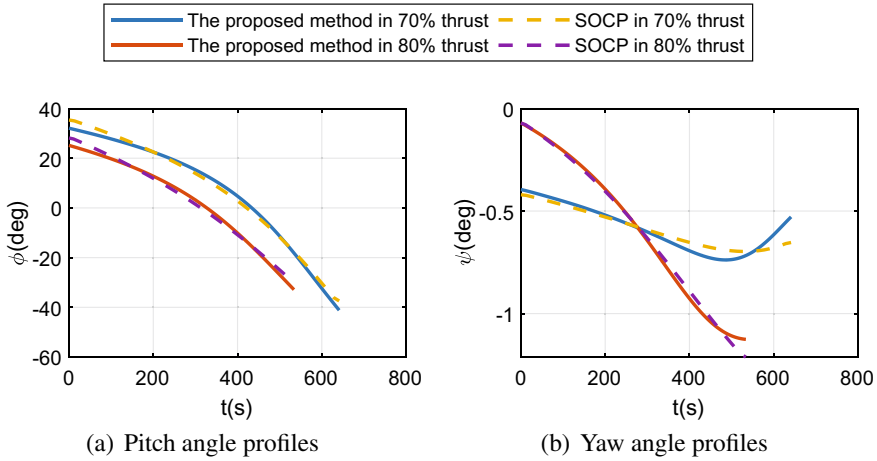 The proposed method in 70% thrust
SOCP in 70% thrust
The proposed method in 80% thrust
SOCP in 80% thrust
40
20
0
-20
-40
-60
ϕ(deg)
0
200
400
600
800
t(s)
(a) Pitch angle profiles
0
-0.5
-1
ψ(deg)
0
200
400
600
800
t(s)
(b) Yaw angle profiles